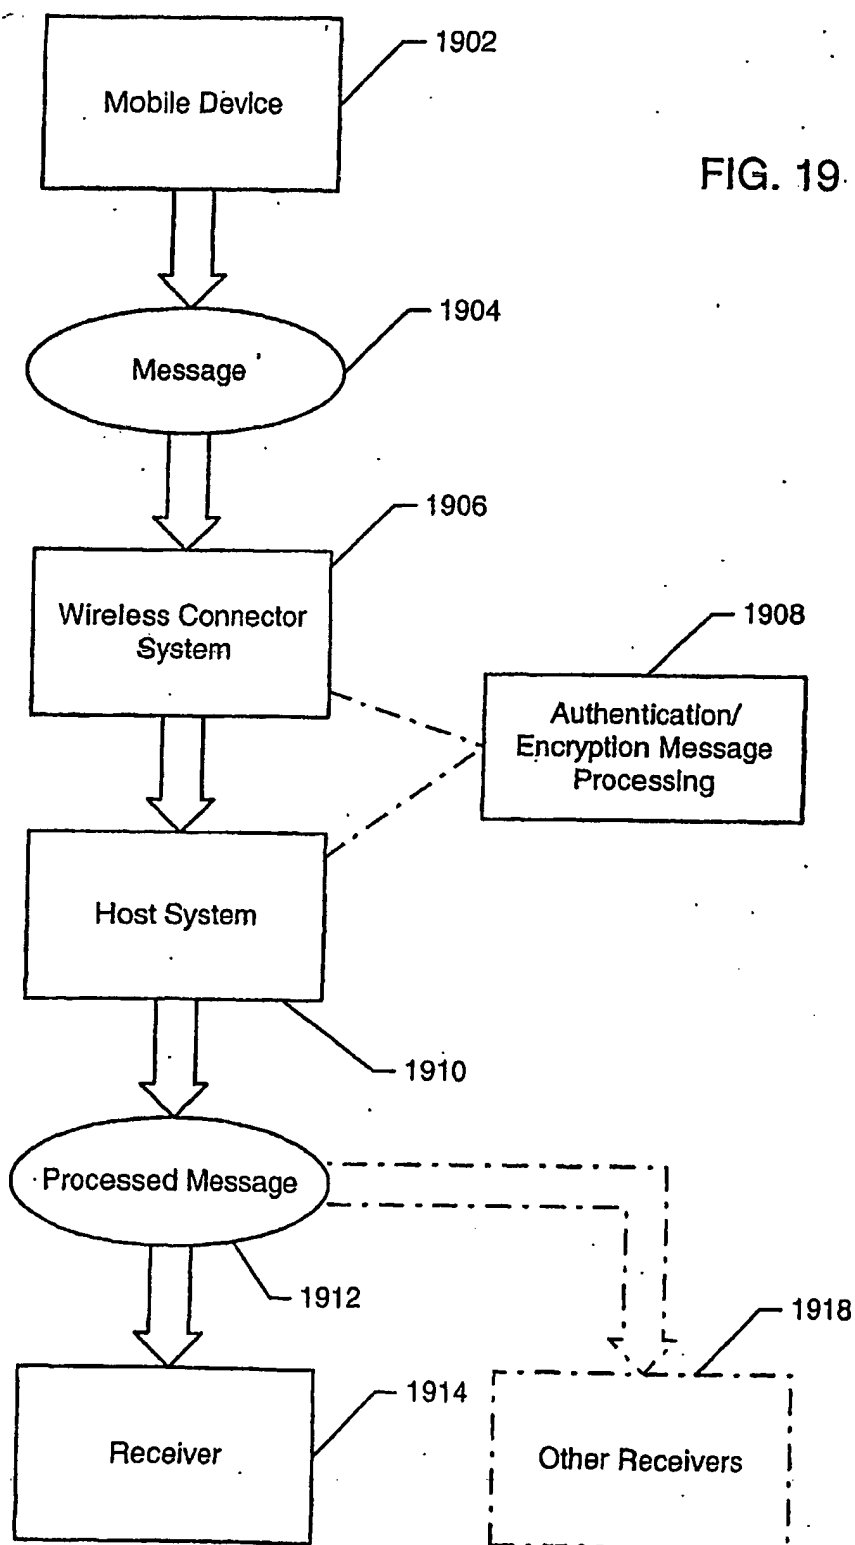 1902
Mobile Device
FIG. 19
1904
Message
1906
Wireless Connector
System
1908
Authentication/
Encryption Message
Processing
Host System
1910
Processed Message
1912
1918
1914
Receiver
Other Receivers